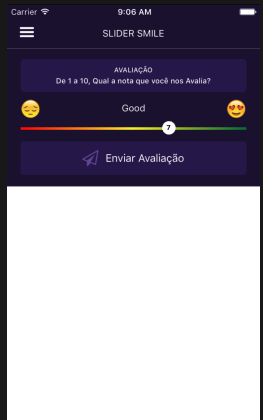 Carrier 9:06 AM
SLIDER SMILE
AVALIAÇÃO
De 1 a 10, Qual a nota que você nos Avalia?
Good
7
Enviar Avaliação